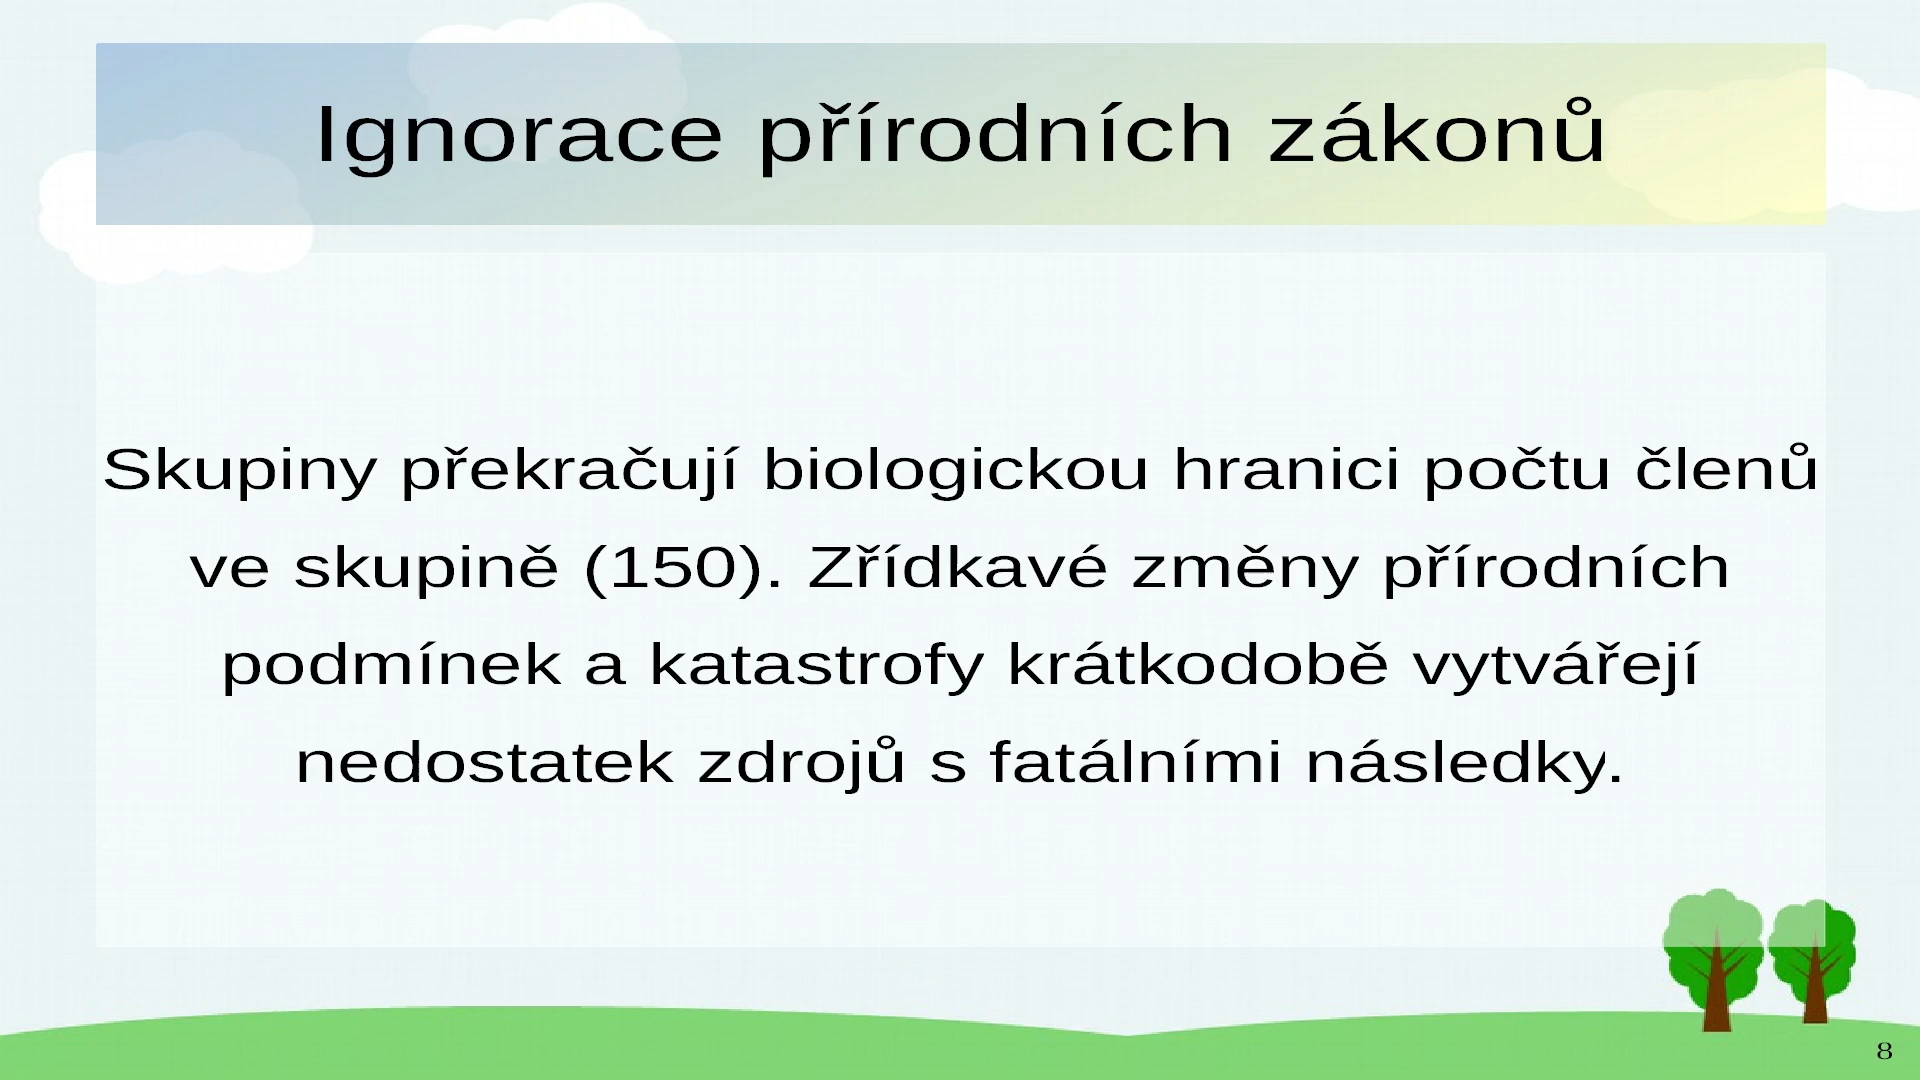 Ignorace přírodních zákonů
Skupiny překračují biologickou hranici počtu členů
ve skupině (150). Zřídkavé změny přírodních
podmínek a katastrofy krátkodobě vytvářejí
nedostatek zdrojů s fatálními následky.
8